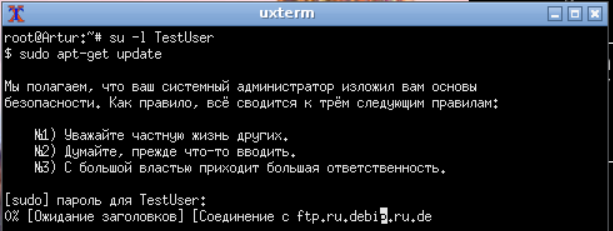 uxterm
root@Artur:~# su -l TestUser
$ sudo apt-get update
Мы полагаем, что ваш системный администратор изложил вам основы
безопасности. Как правило, всё сводится к трём следующим правилам:
№1) Уважайте частную жизнь других.
№2) Думайте, прежде что-то вводить.
№3) С большой властью приходит большая ответственность.
[sudo] пароль для TestUser:
0% [Ожидание заголовков] [Соединение с ftp.ru.debip.ru.de